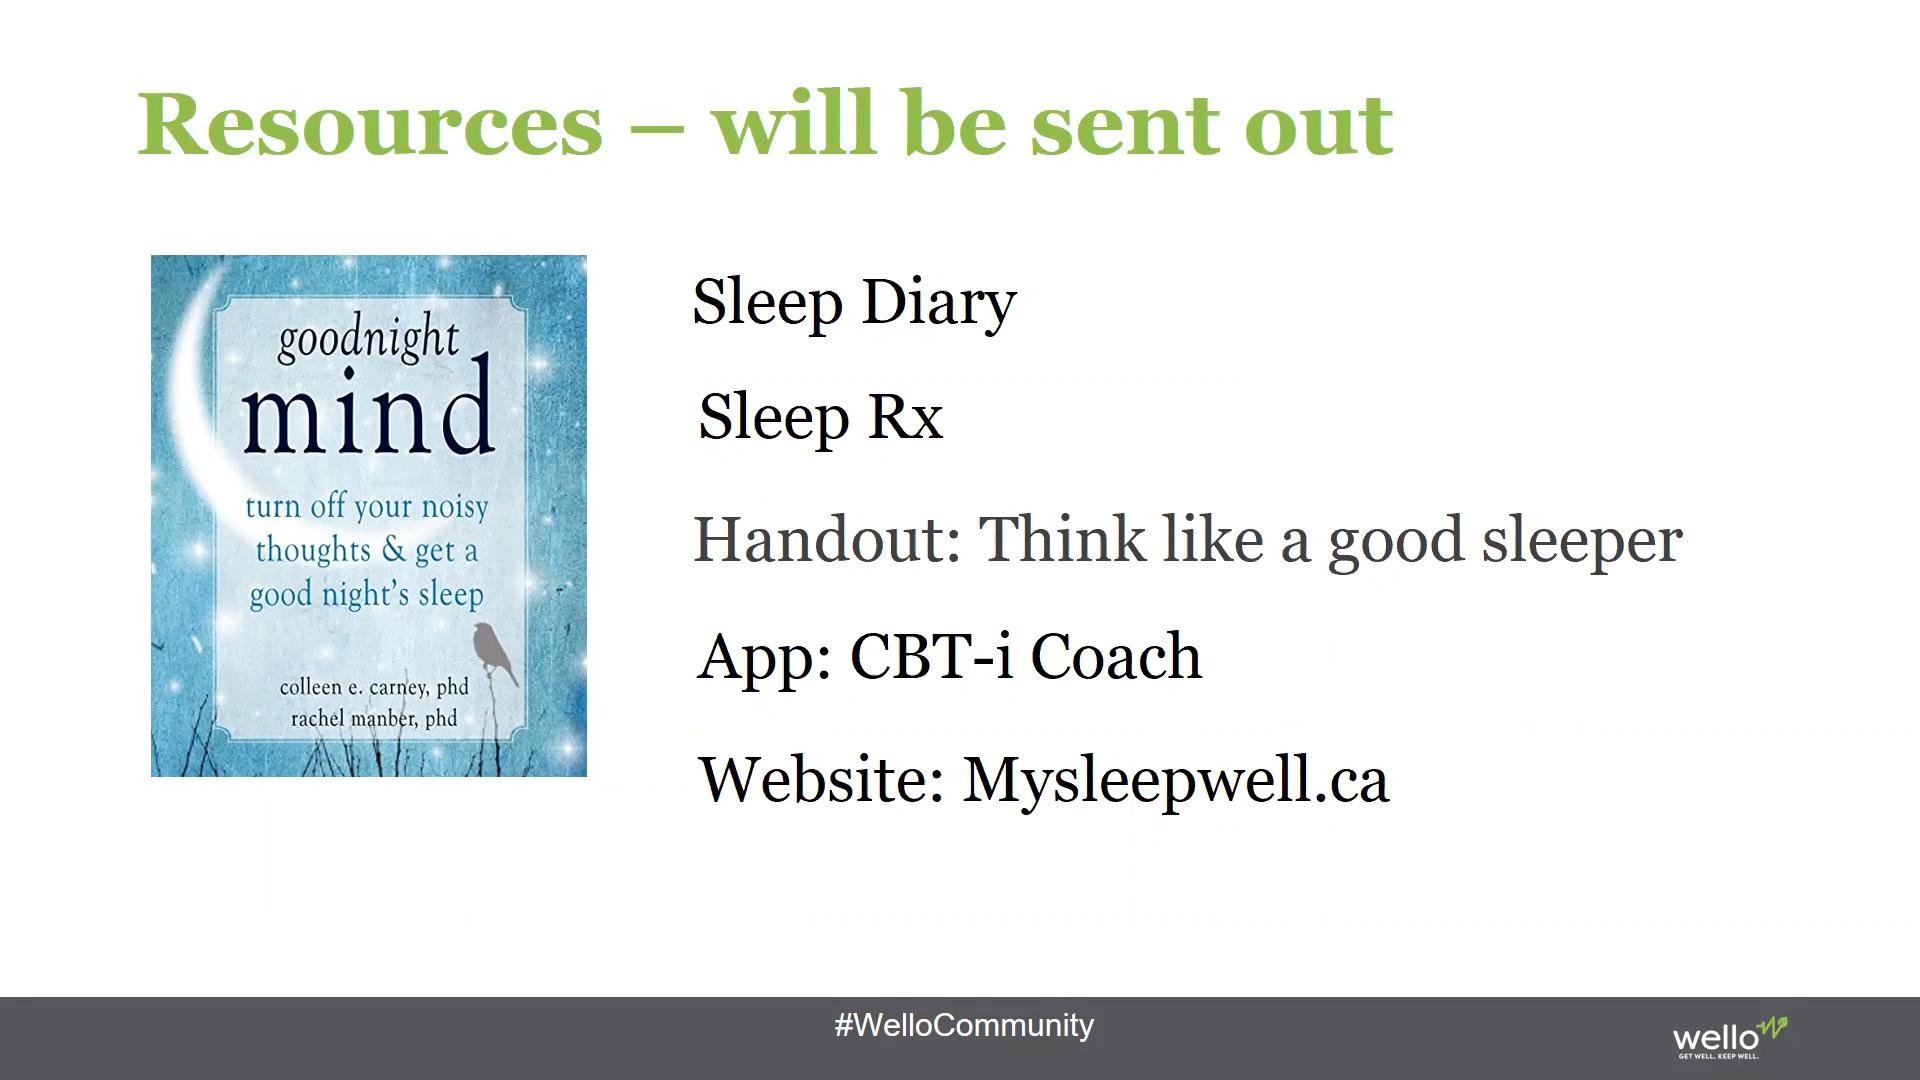 Resources – will be sent out
goodnight
mind
turn off your noisy
thoughts & get a
good night's sleep
colleen e. carney, phd
rachel manber, phd
Sleep Diary
Sleep Rx
Handout: Think like a good sleeper
App: CBT-i Coach
Website: Mysleepwell.ca
#WelloCommunity
wello
GET WELL. KEEP WELL.